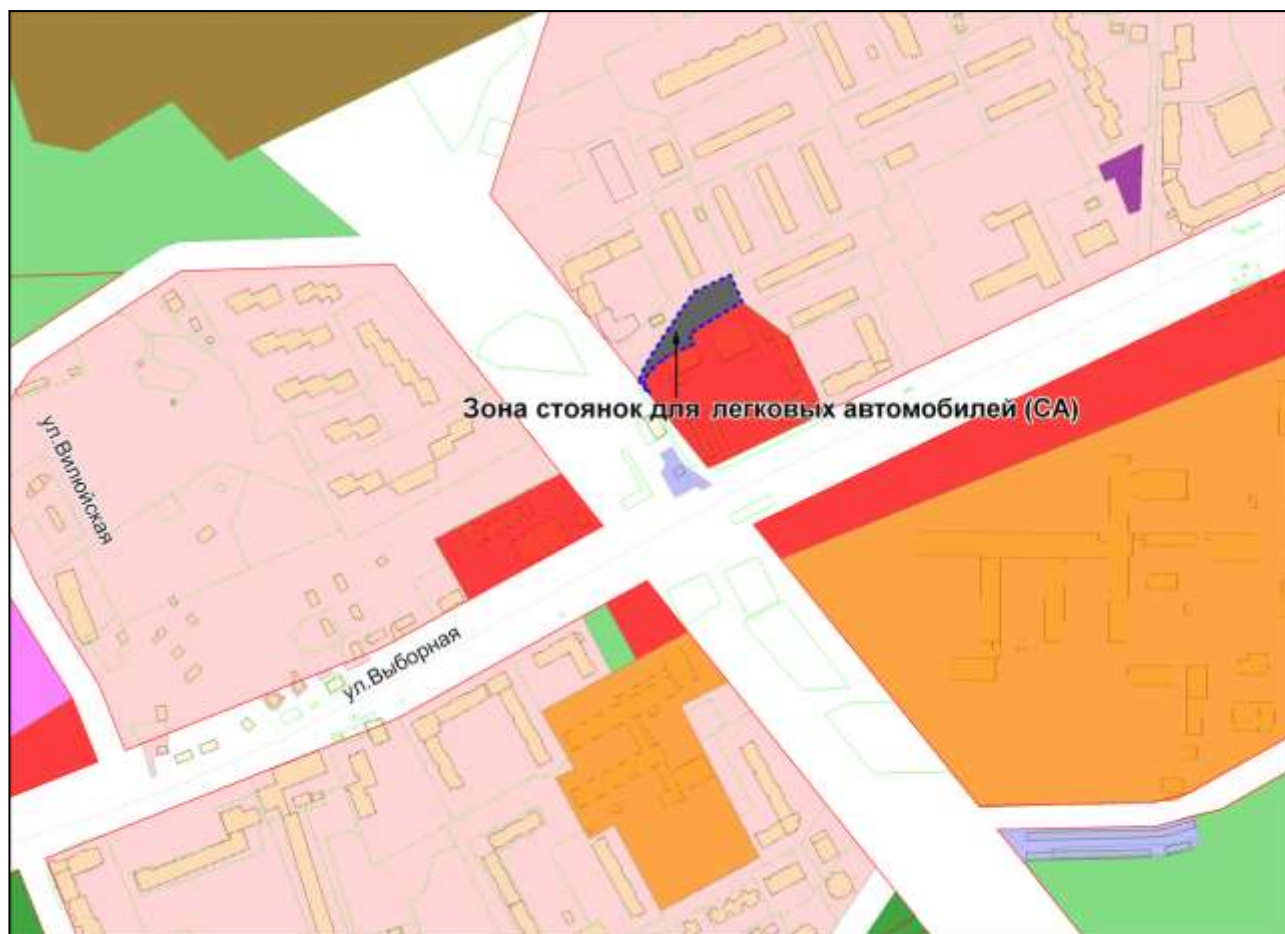 Зона стоянок для легковых автомобилей (СА)
ул.Вилюйская
ул.Выборная